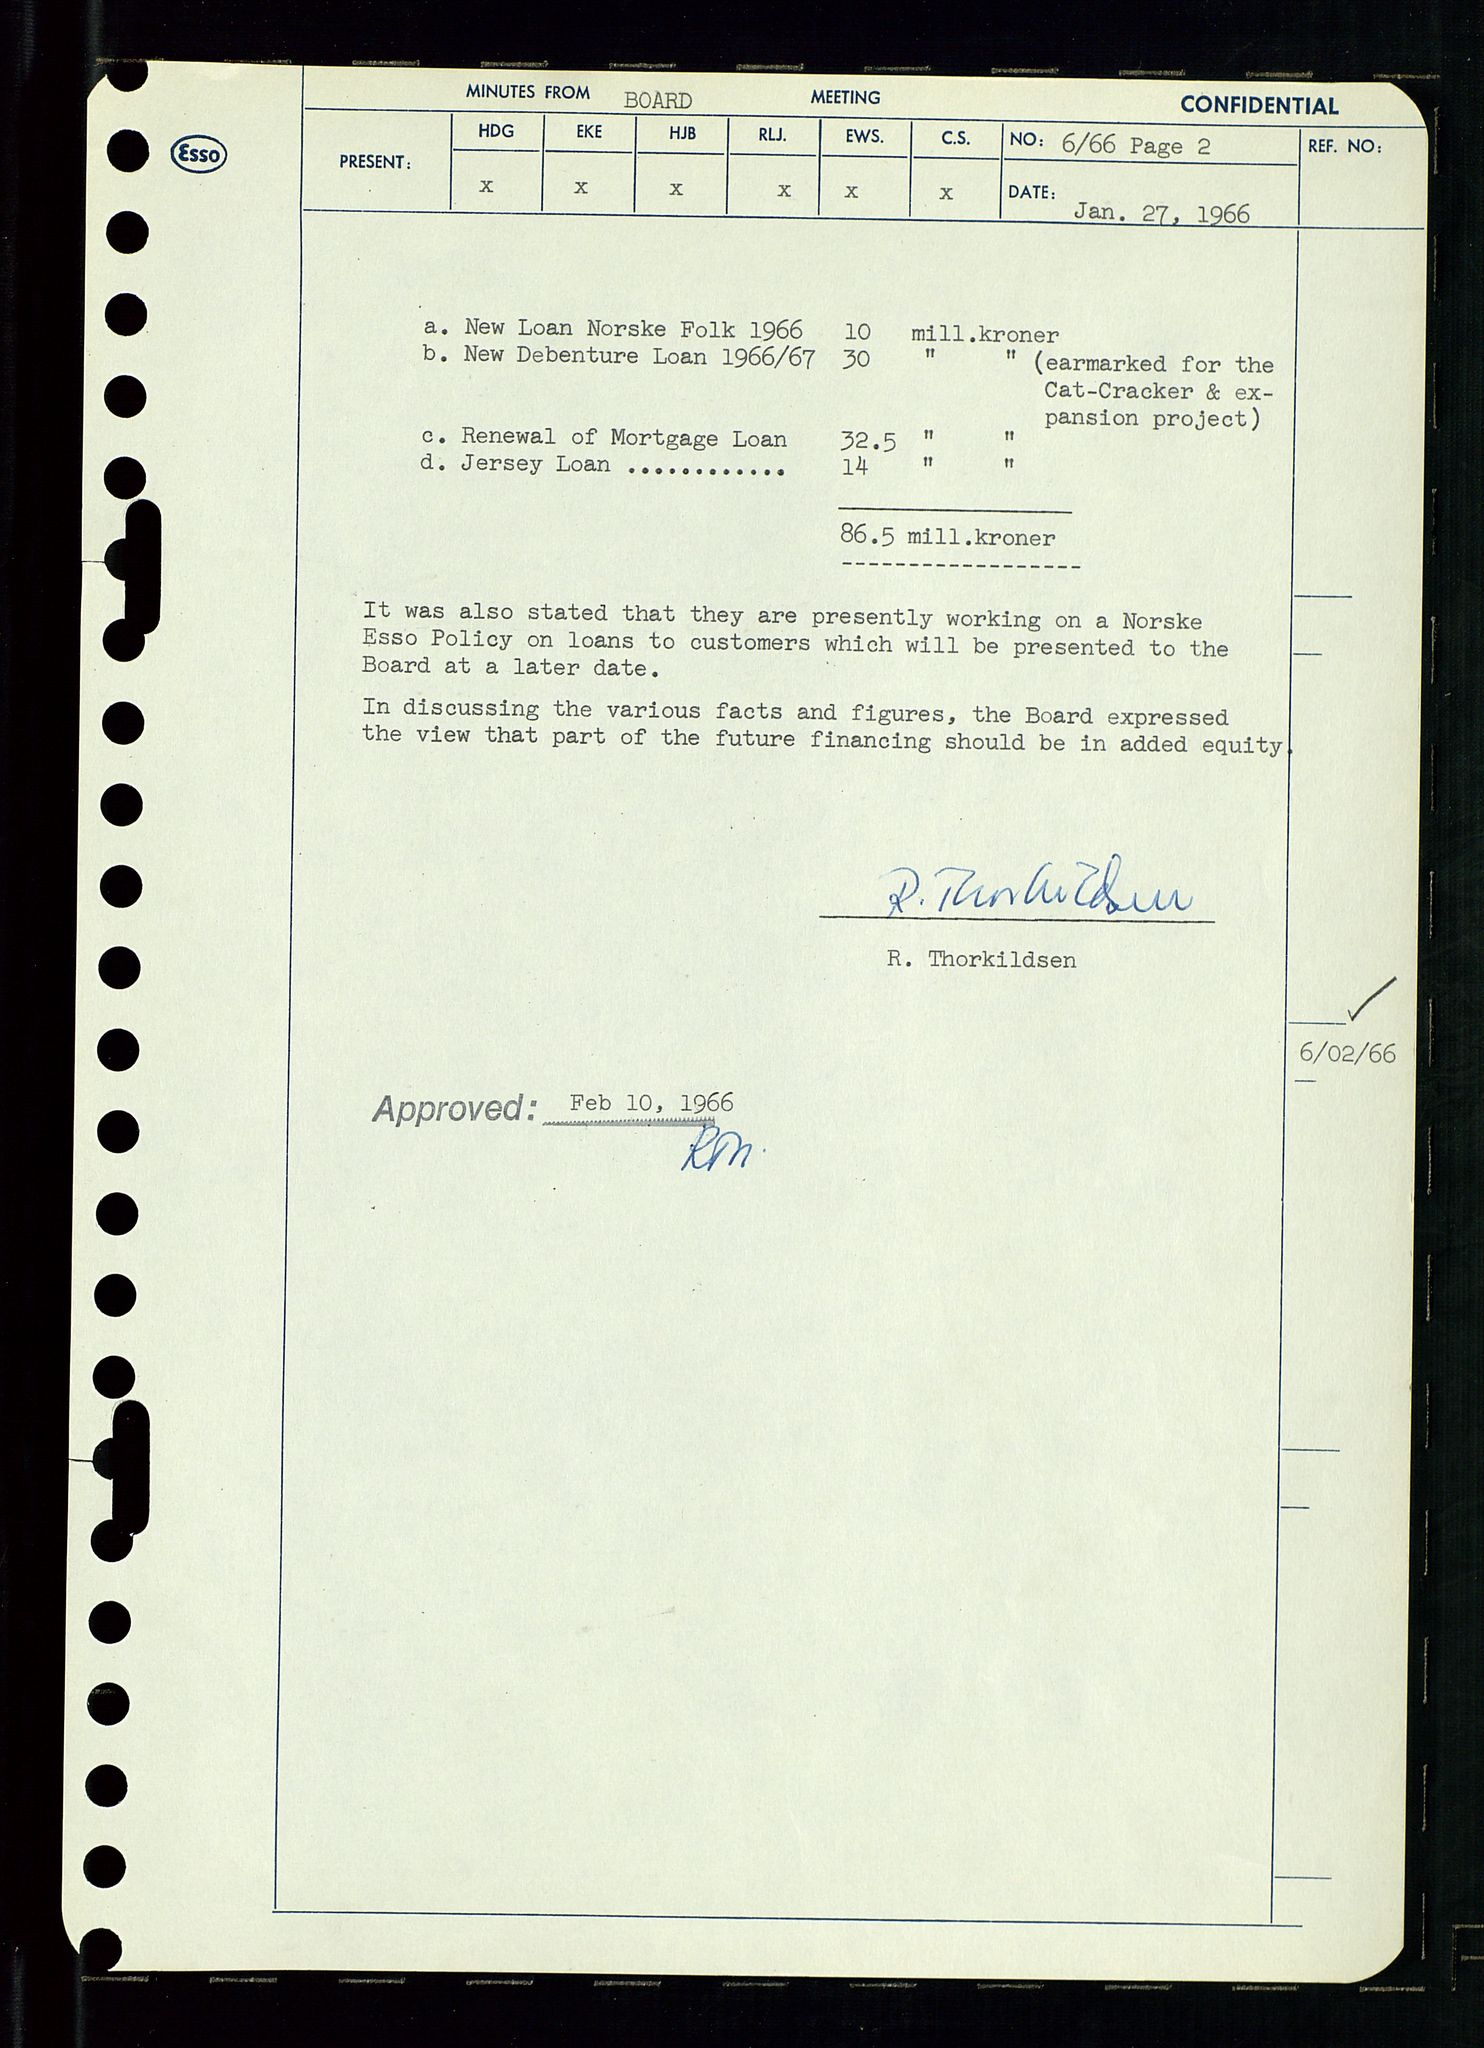 MINUTES FROM BOARD MEETING CONFIDENTIAL
Esso
PRESENT: HDG EKE HJB RLJ. EWS. C.S. NO: 6/66 Page 2 REF. NO:
x x x x x x DATE: Jan. 27, 1966
a. New Loan Norske Folk 1966 10 mill.kroner
b. New Debenture Loan 1966/67 30 " " (earmarked for the
Cat-Cracker & ex-
pansion project)
c. Renewal of Mortgage Loan 32.5 " "
d. Jersey Loan ............ 14 " "
86.5 mill.kroner
------------------
It was also stated that they are presently working on a Norske
Esso Policy on loans to customers which will be presented to the
Board at a later date.
In discussing the various facts and figures, the Board expressed
the view that part of the future financing should be in added equity.
R. Thorkildsen
R. Thorkildsen
6/02/66
Approved: Feb 10, 1966